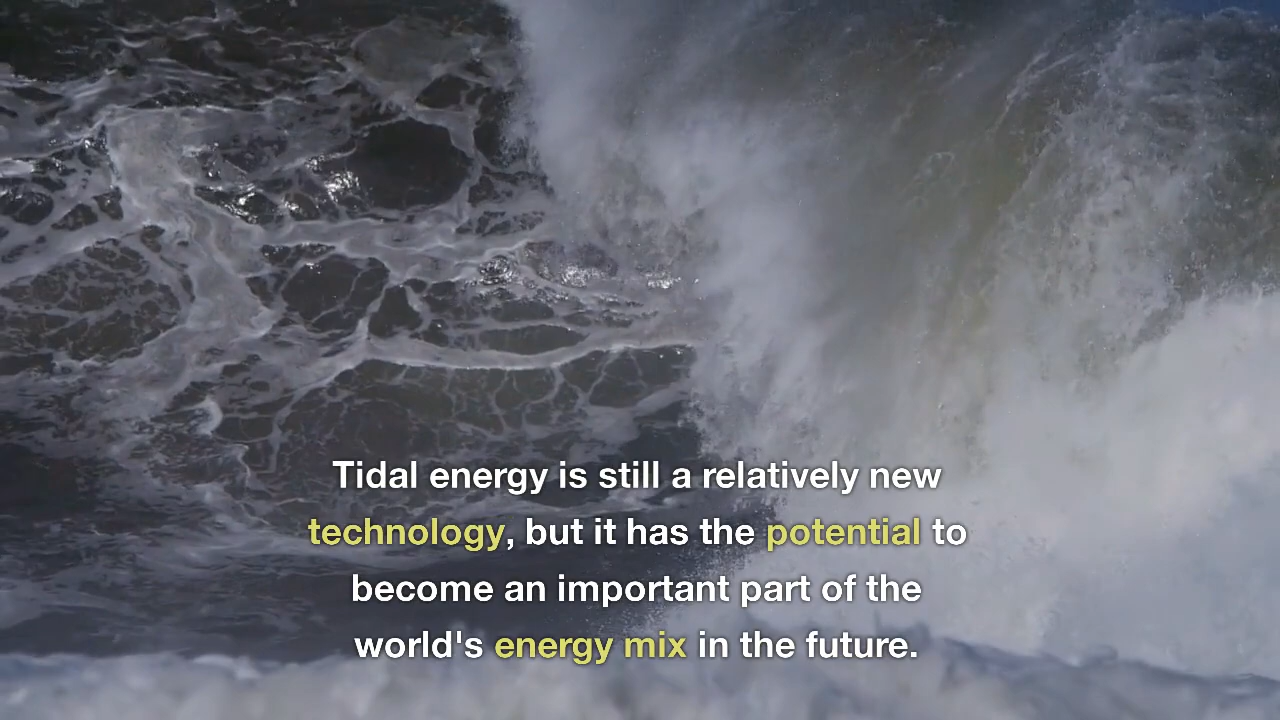 Tidal energy is still a relatively new
technology, but it has the potential to
become an important part of the
world's energy mix in the future.